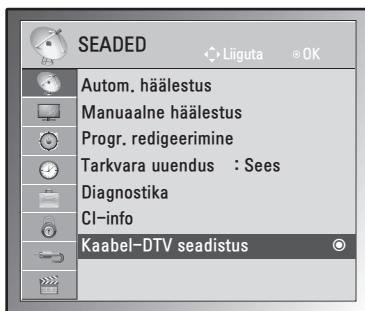 SEADED Liiguta OK
Autom. häälestus
Manuaalne häälestus
Progr. redigeerimine
Tarkvara uuendus : Sees
Diagnostika
CI-info
Kaabel-DTV seadistus